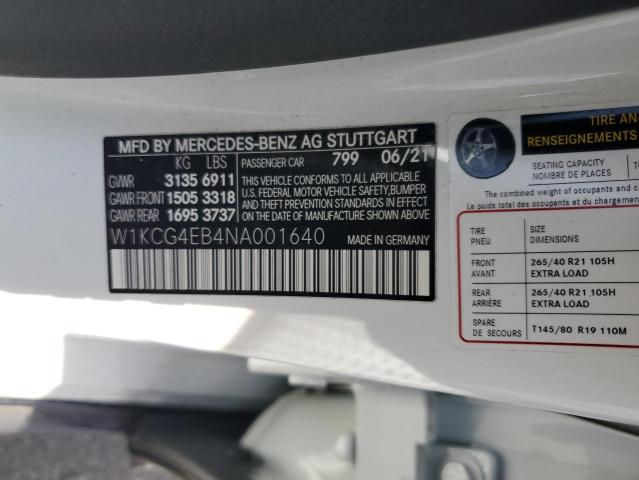 MFD BY MERCEDES-BENZ AG STUTTGART
KG LBS PASSENGER CAR 799 06/21
GVWR 3135 6911
GAWR FRONT 1505 3318
GAWR REAR 1695 3737
THIS VEHICLE CONFORMS TO ALL APPLICABLE
U.S. FEDERAL MOTOR VEHICLE SAFETY, BUMPER
AND THEFT PREVENTION STANDARDS IN EFFECT
ON THE DATE OF MANUFACTURE SHOWN ABOVE.
W1KCG4EB4NA001640 MADE IN GERMANY
TIRE AN
RENSEIGNEMENTS
SEATING CAPACITY
NOMBRE DE PLACES
The combined weight of occupants and c
Le poids total des occupants et du
TIRE SIZE
PNEU DIMENSIONS
FRONT 265/40 R21 105H
AVANT EXTRA LOAD
REAR 265/40 R21 105H
ARRIÈRE EXTRA LOAD
SPARE T145/80 R19 110M
DE SECOURS